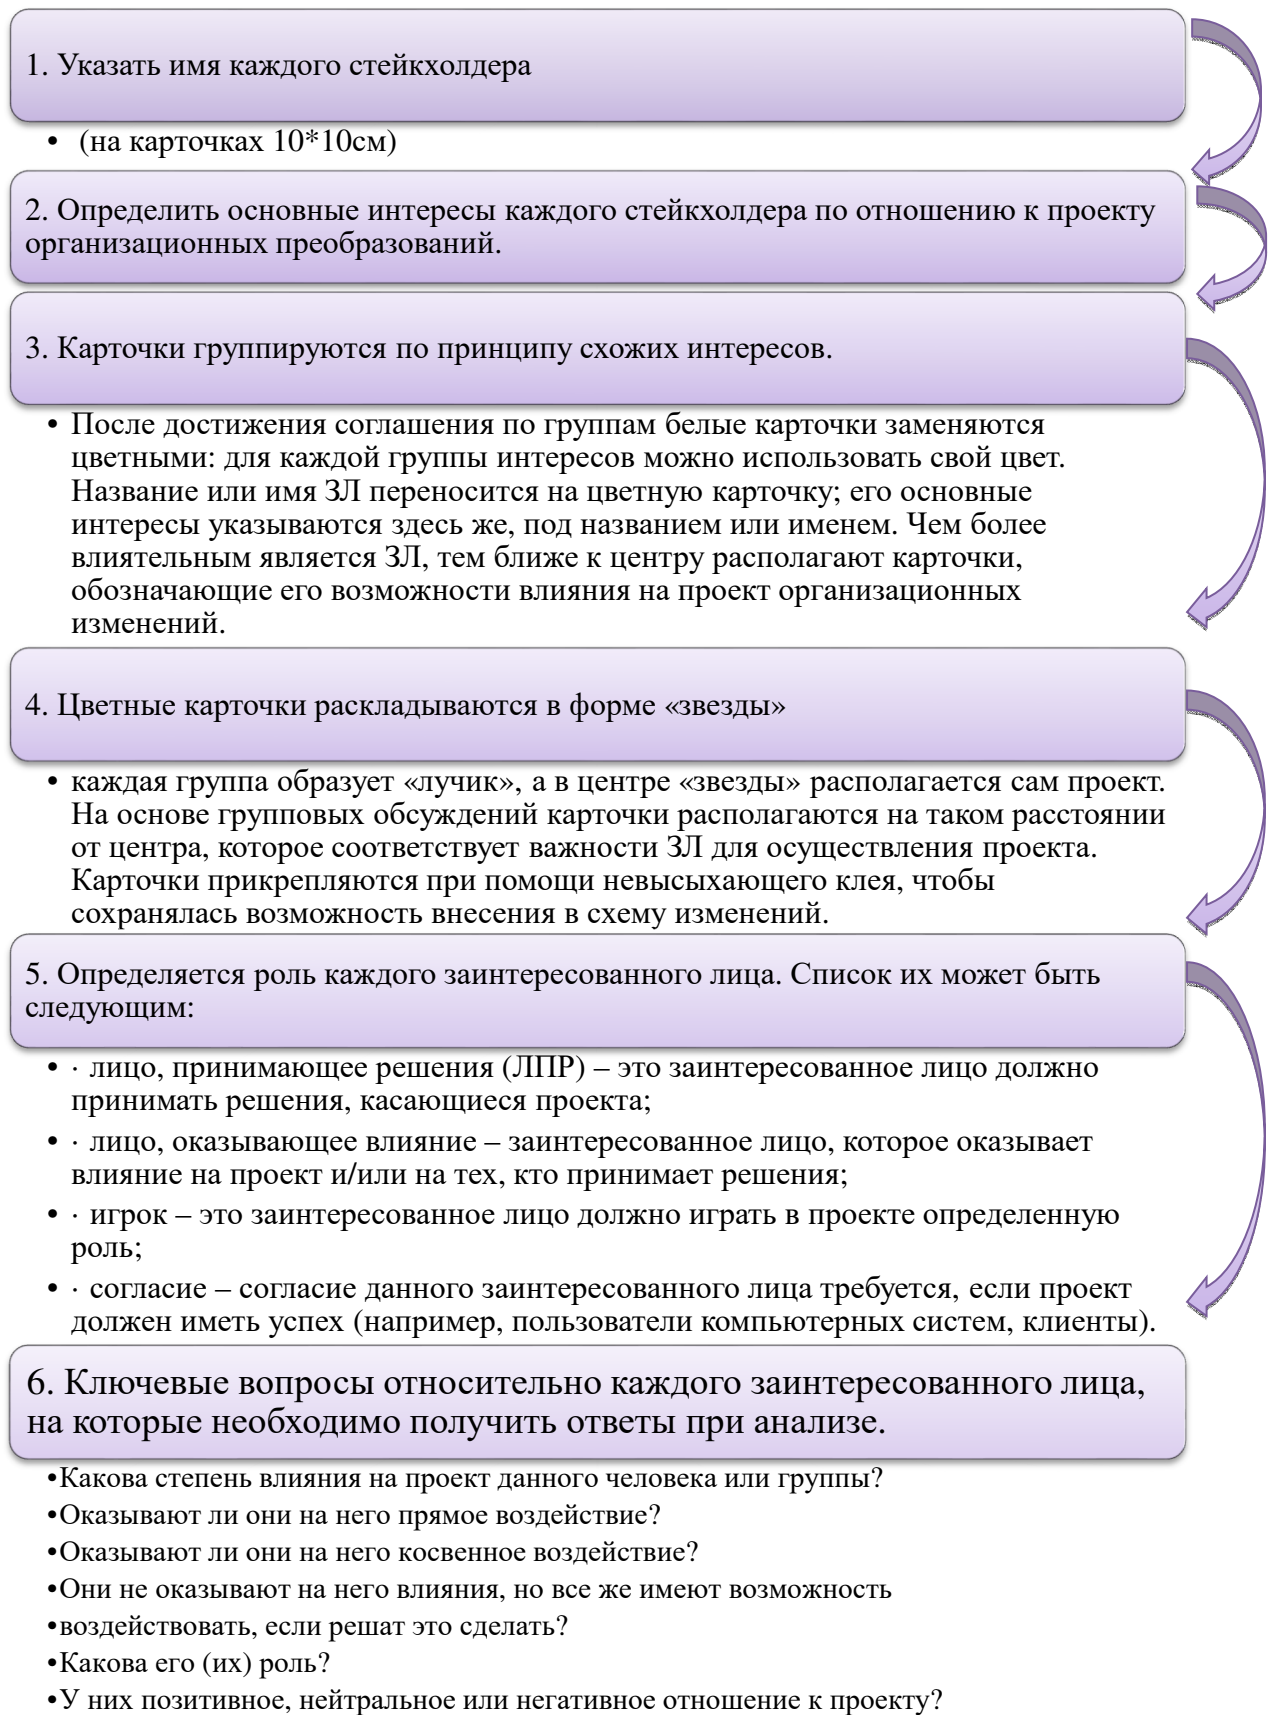 1. Указать имя каждого стейкхолдера
• (на карточках 10*10см)
2. Определить основные интересы каждого стейкхолдера по отношению к проекту
организационных преобразований.
3. Карточки группируются по принципу схожих интересов.
• После достижения соглашения по группам белые карточки заменяются
цветными: для каждой группы интересов можно использовать свой цвет.
Название или имя ЗЛ переносится на цветную карточку; его основные
интересы указываются здесь же, под названием или именем. Чем более
влиятельным является ЗЛ, тем ближе к центру располагают карточки,
обозначающие его возможности влияния на проект организационных
изменений.
4. Цветные карточки раскладываются в форме «звезды»
• каждая группа образует «лучик», а в центре «звезды» располагается сам проект.
На основе групповых обсуждений карточки располагаются на таком расстоянии
от центра, которое соответствует важности ЗЛ для осуществления проекта.
Карточки прикрепляются при помощи невысыхающего клея, чтобы
сохранялась возможность внесения в схему изменений.
5. Определяется роль каждого заинтересованного лица. Список их может быть
следующим:
• · лицо, принимающее решения (ЛПР) – это заинтересованное лицо должно
принимать решения, касающиеся проекта;
• · лицо, оказывающее влияние – заинтересованное лицо, которое оказывает
влияние на проект и/или на тех, кто принимает решения;
• · игрок – это заинтересованное лицо должно играть в проекте определенную
роль;
• · согласие – согласие данного заинтересованного лица требуется, если проект
должен иметь успех (например, пользователи компьютерных систем, клиенты).
6. Ключевые вопросы относительно каждого заинтересованного лица,
на которые необходимо получить ответы при анализе.
•Какова степень влияния на проект данного человека или группы?
•Оказывают ли они на него прямое воздействие?
•Оказывают ли они на него косвенное воздействие?
•Они не оказывают на него влияния, но все же имеют возможность
•воздействовать, если решат это сделать?
•Какова его (их) роль?
•У них позитивное, нейтральное или негативное отношение к проекту?